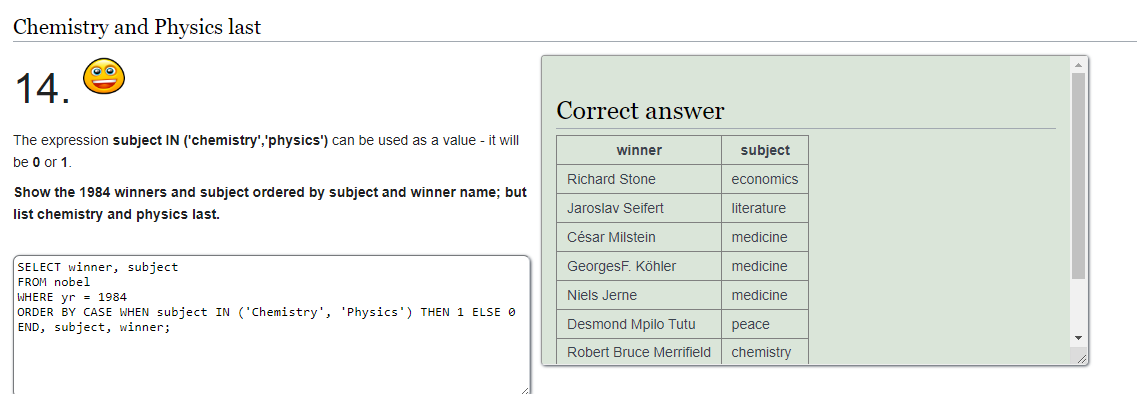 Chemistry and Physics last
14.
The expression subject IN ('chemistry','physics') can be used as a value - it will
be 0 or 1.
Show the 1984 winners and subject ordered by subject and winner name; but
list chemistry and physics last.
SELECT winner, subject
FROM nobel
WHERE yr = 1984
ORDER BY CASE WHEN subject IN ('Chemistry', 'Physics') THEN 1 ELSE 0
END, subject, winner;
Correct answer
winner subject
Richard Stone economics
Jaroslav Seifert literature
César Milstein medicine
GeorgesF. Köhler medicine
Niels Jerne medicine
Desmond Mpilo Tutu peace
Robert Bruce Merrifield chemistry